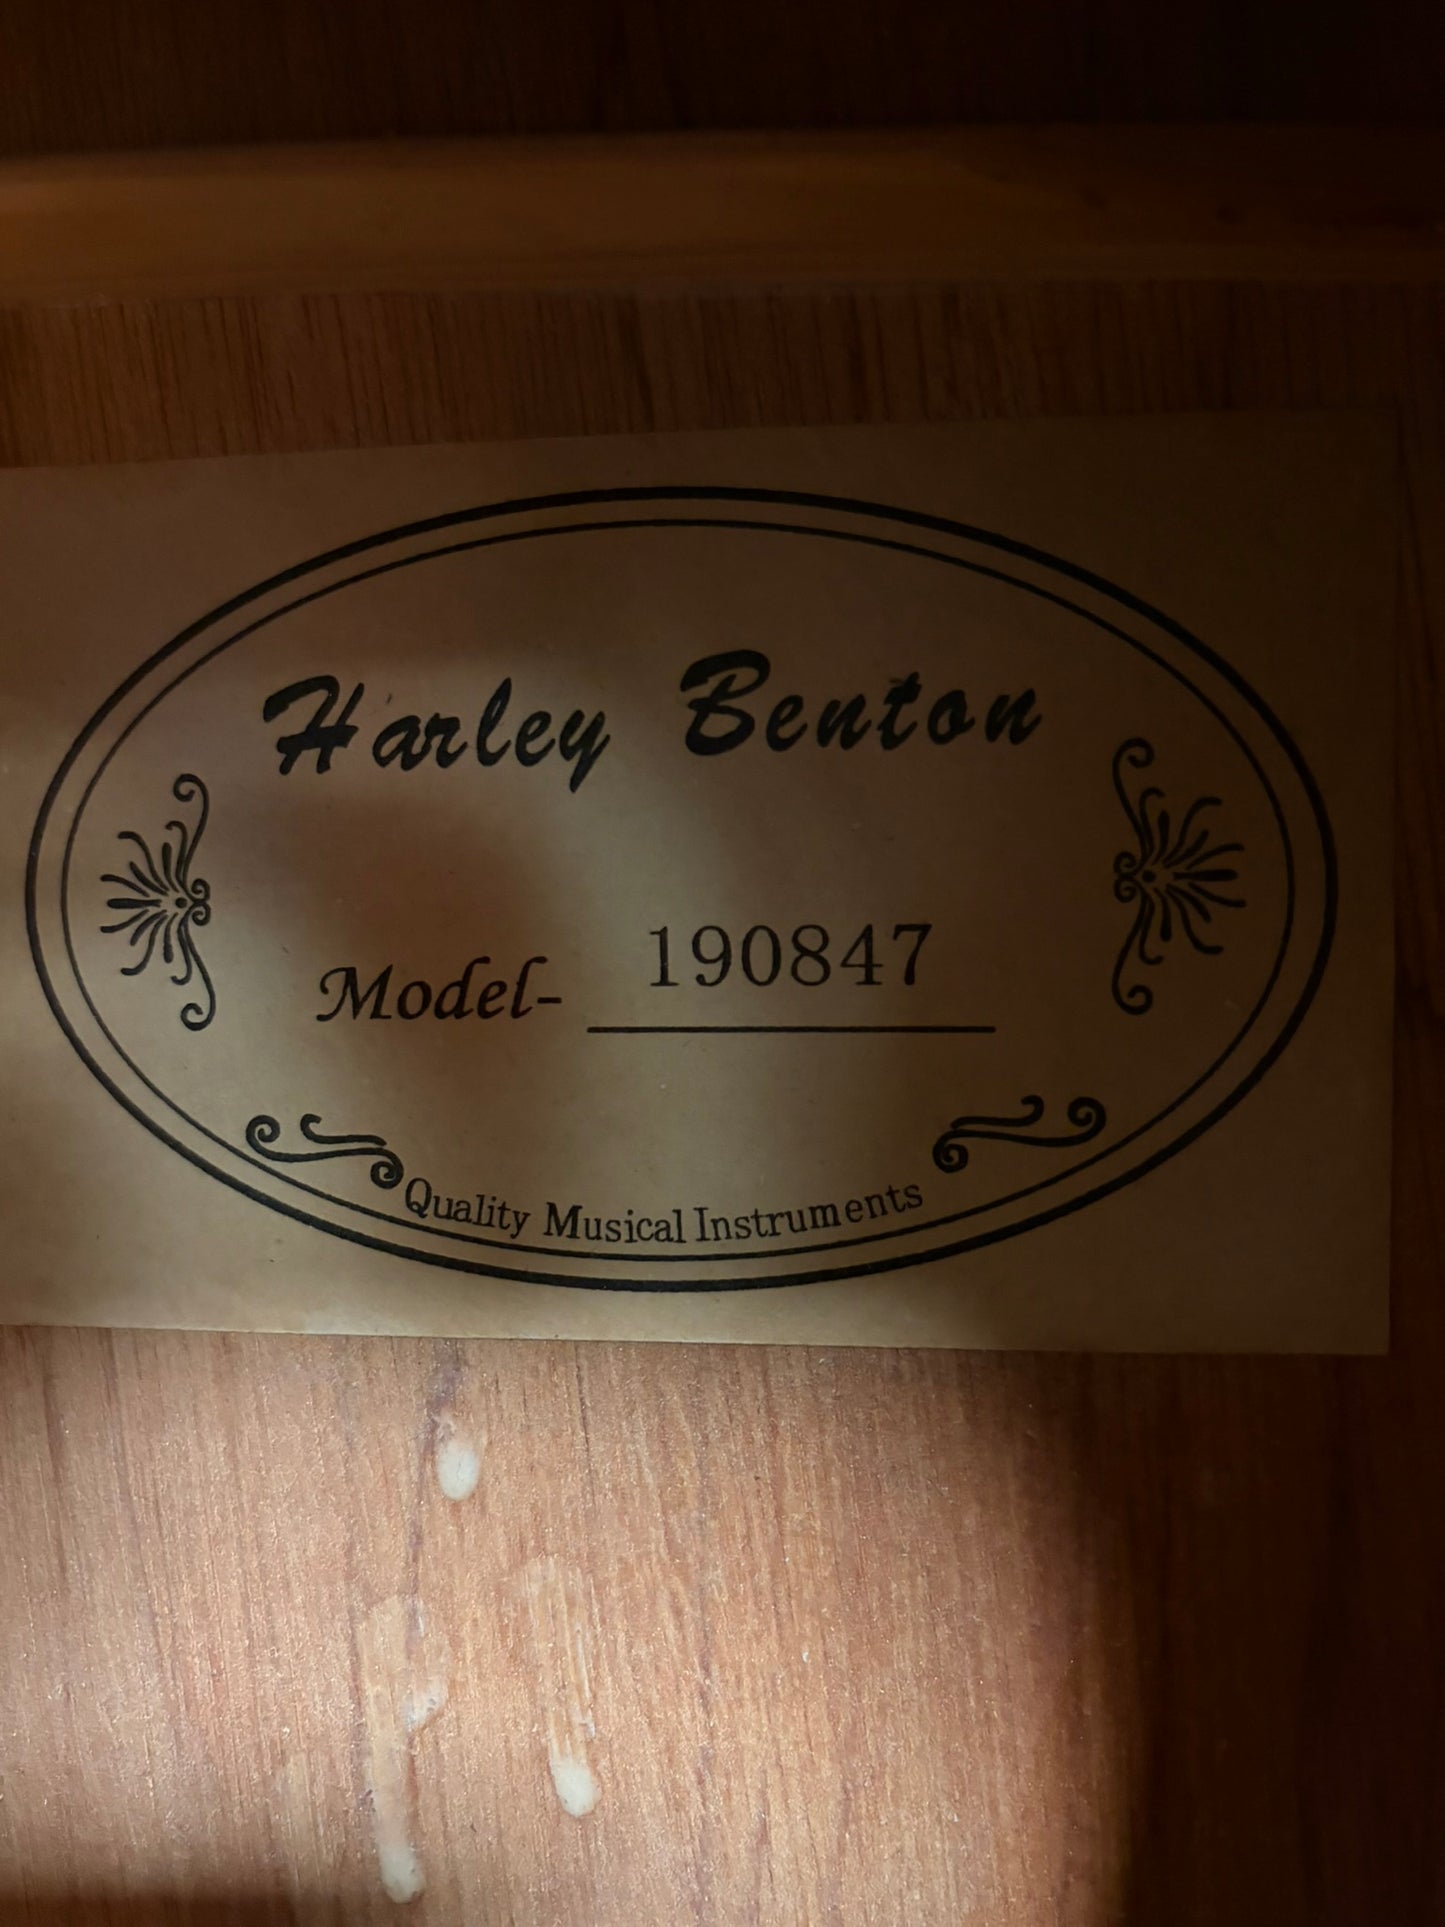 Harley Benton
Model- 190847
Quality Musical Instruments